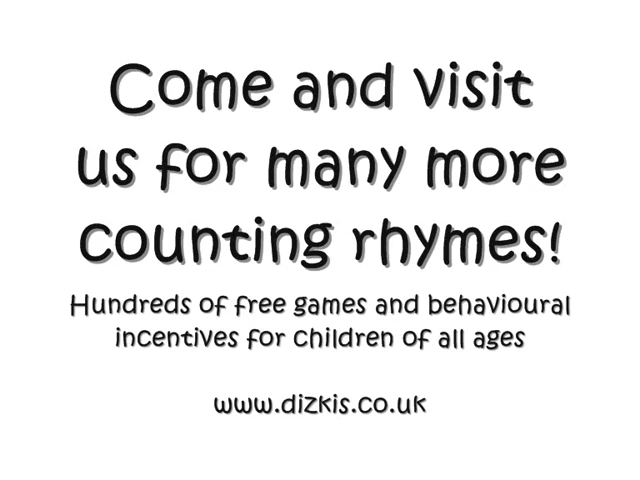 Come and visit
us for many more
counting rhymes!
Hundreds of free games and behavioural
incentives for children of all ages
www.dizkis.co.uk